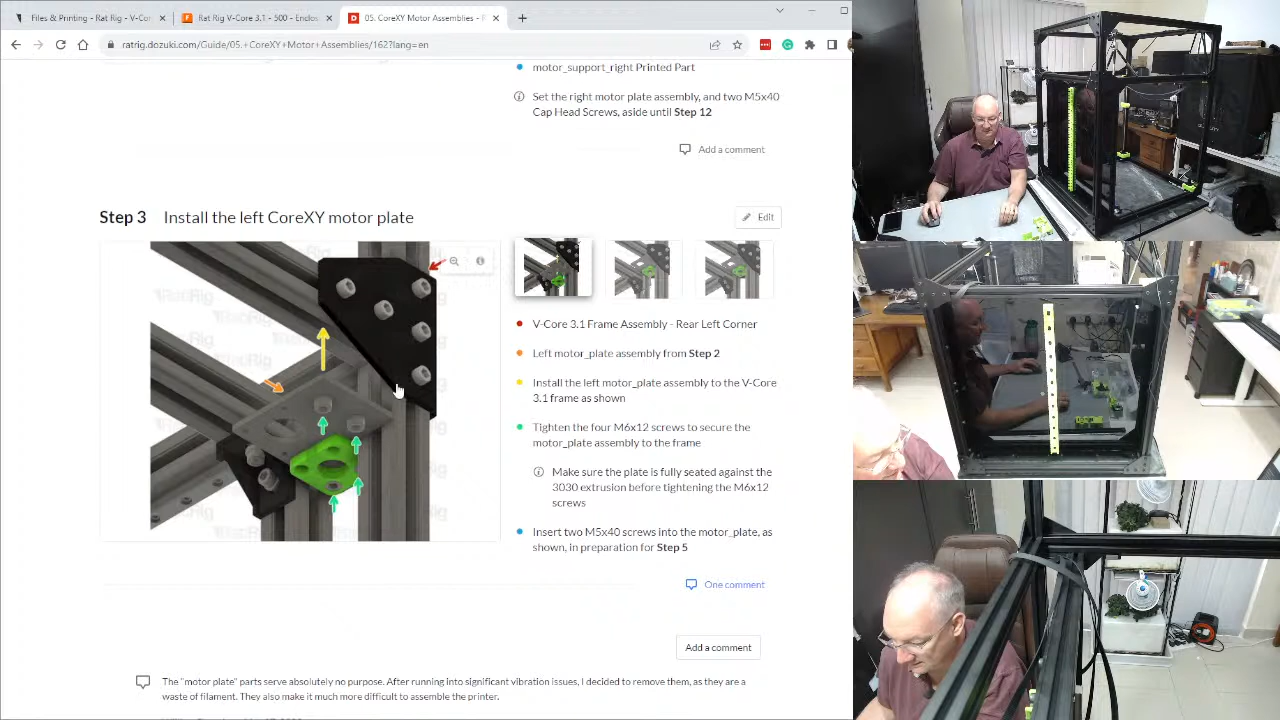 Files & Printing - Rat Rig V-C
Rat Rig V-Core 3.1 - 500 - Enclos
05. CoreXY Motor Assemblies - R
ratrig.dozuki.com/Guide/05.+CoreXY+Motor+Assemblies/162?lang=en
motor_support_right Printed Part
Set the right motor plate assembly, and two M5x40
Cap Head Screws, aside until Step 12
Add a comment
Step 3 Install the left CoreXY motor plate
Edit
V-Core 3.1 Frame Assembly - Rear Left Corner
Left motor_plate assembly from Step 2
Install the left motor_plate assembly to the V-Core
3.1 frame as shown
Tighten the four M6x12 screws to secure the
motor_plate assembly to the frame
Make sure the plate is fully seated against the
3030 extrusion before tightening the M6x12
screws
Insert two M5x40 screws into the motor_plate, as
shown, in preparation for Step 5
One comment
Add a comment
The "motor plate" parts serve absolutely no purpose. After running into significant vibration issues, I decided to remove them, as they are a
waste of filament. They also make it much more difficult to assemble the printer.